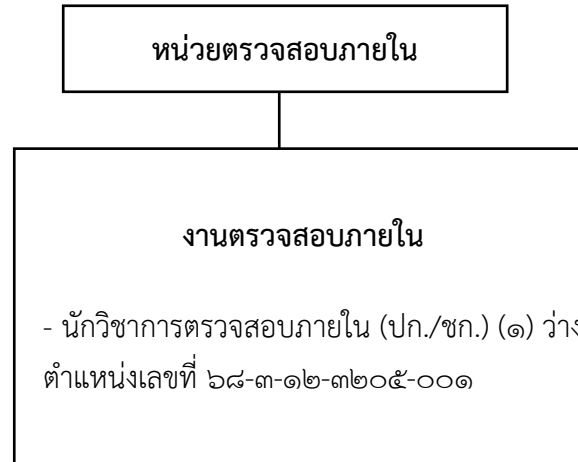 หน่วยตรวจสอบภายใน
งานตรวจสอบภายใน
- นักวิชาการตรวจสอบภายใน (ปก./ชก.) (๑) ว่าง
ตำแหน่งเลขที่ ๖๘-๓-๑๒-๓๒๐๕-๐๐๑